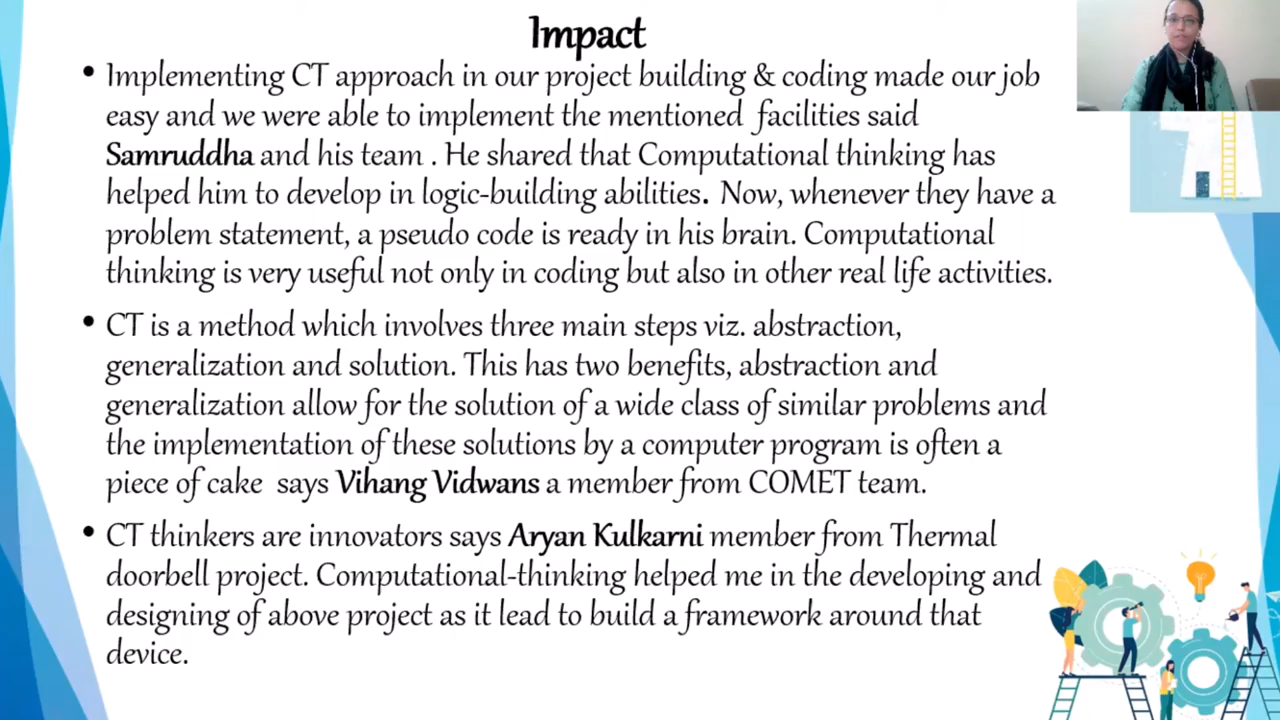 Impact
• Implementing CT approach in our project building & coding made our job
easy and we were able to implement the mentioned facilities said
Samruddha and his team . He shared that Computational thinking has
helped him to develop in logic-building abilities. Now, whenever they have a
problem statement, a pseudo code is ready in his brain. Computational
thinking is very useful not only in coding but also in other real life activities.
• CT is a method which involves three main steps viz. abstraction,
generalization and solution. This has two benefits, abstraction and
generalization allow for the solution of a wide class of similar problems and
the implementation of these solutions by a computer program is often a
piece of cake says Vihang Vidwans a member from COMET team.
• CT thinkers are innovators says Aryan Kulkarni member from Thermal
doorbell project. Computational-thinking helped me in the developing and
designing of above project as it lead to build a framework around that
device.